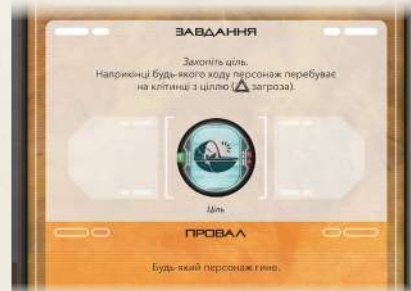 ЗАВДАННЯ
Захопіть ціль.
Наприкінці будь-якого ходу персонаж перебуває
на клітинці з ціллю (загроза).
Ціль
ПРОВАЛ
Будь-який персонаж гине.